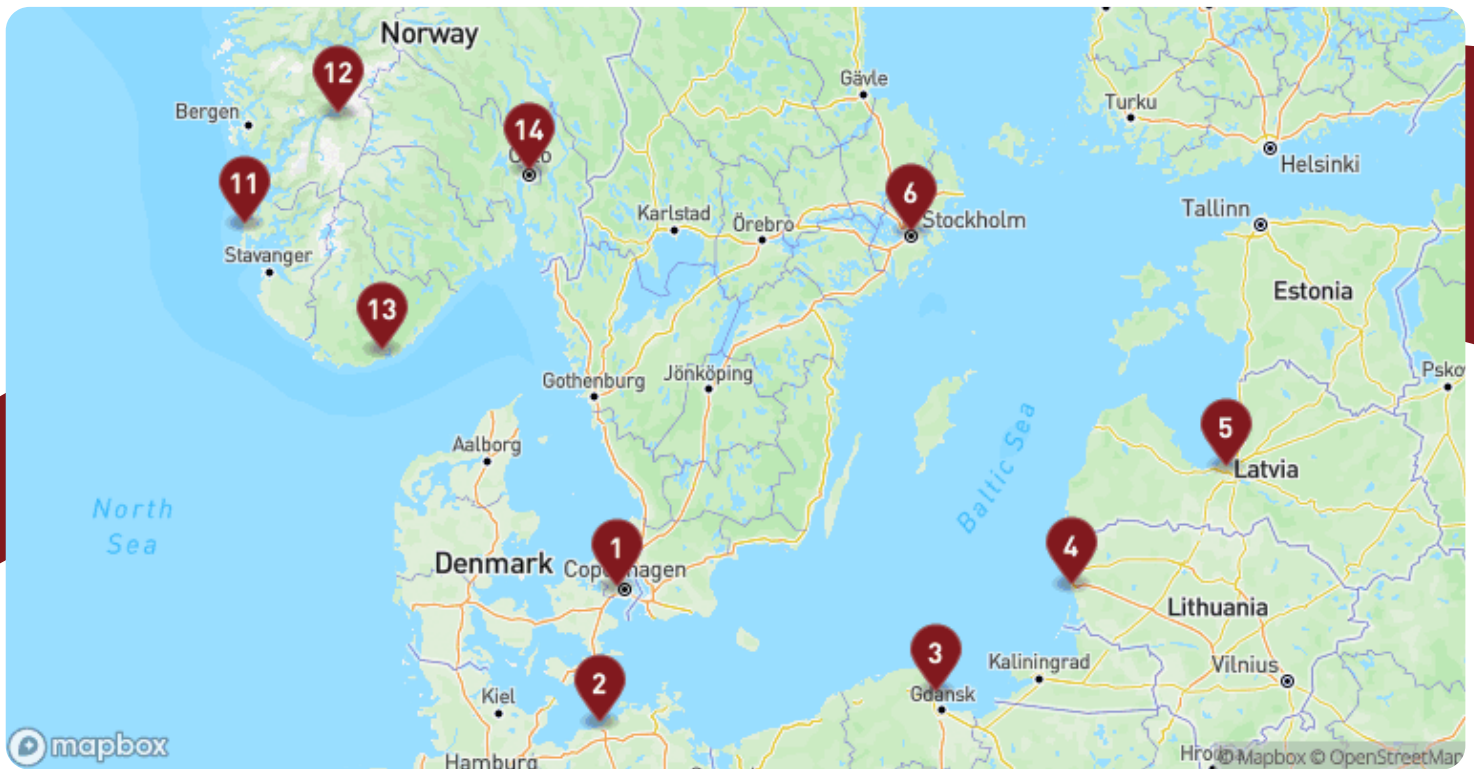 Norway
12
Gävle
Bergen
Turku
14
Helsinki
11
6
Karlstad
Örebro
Stockholm
Tallinn
Stavanger
Estonia
13
Gothenburg
Jönköping
Baltic Sea
5
Aalborg
Latvia
North
Sea
1
4
Denmark
Copenhagen
Lithuania
3
2
Kaliningrad
Vilnius
Kiel
Gdansk
mapbox
Hamburg
© Mapbox © OpenStreetMap